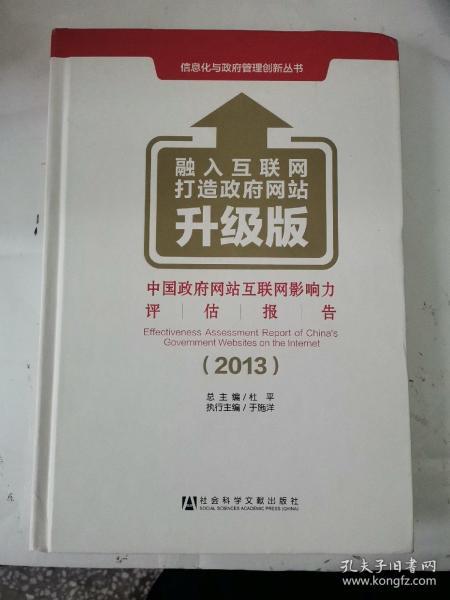 信息化与政府管理创新丛书
融入互联网
打造政府网站
升级版
中国政府网站互联网影响力
评|估|报|告
Effectiveness Assessment Report of China's
Government Websites on the Internet
(2013)
总 主 编/杜 平
执行主编/于施洋
社会科学文献出版社
SOCIAL SCIENCES ACADEMIC PRESS (CHINA)
孔夫子旧书网
www.kongfz.com